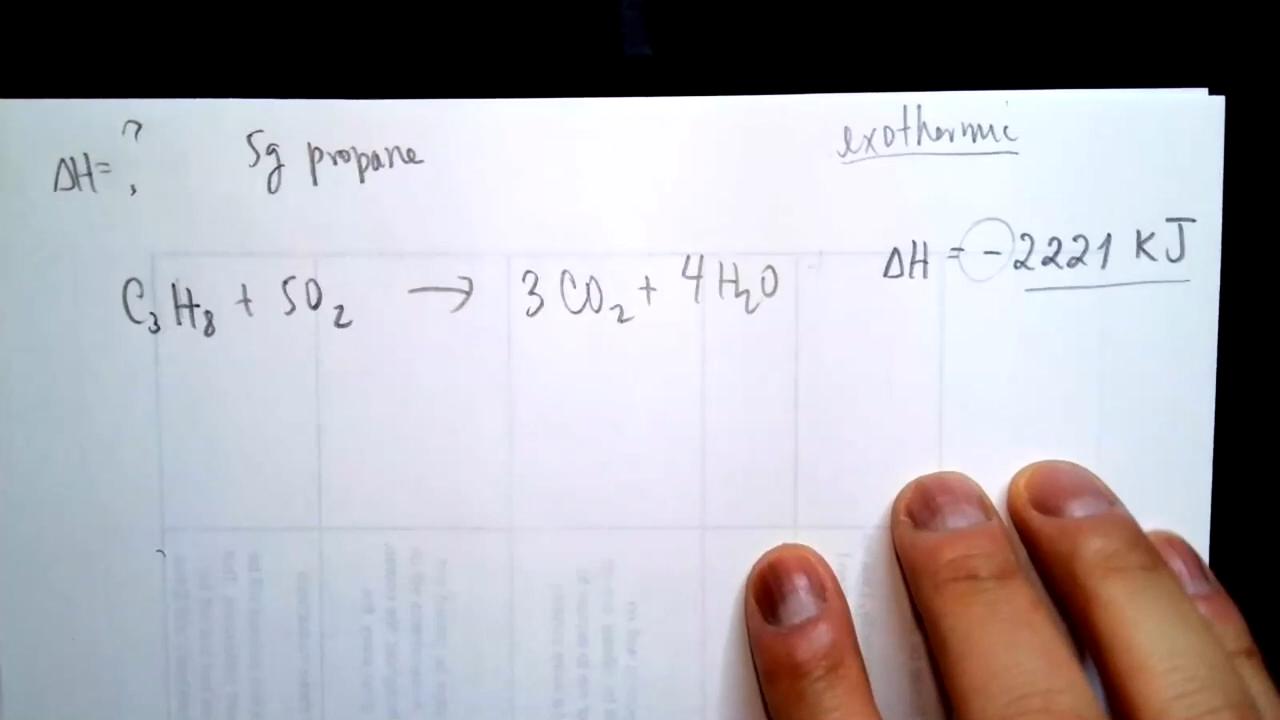 ΔH = ? 5g propane exothermic
C₃H₈ + 5O₂ → 3CO₂ + 4H₂O ΔH = -2221 KJ